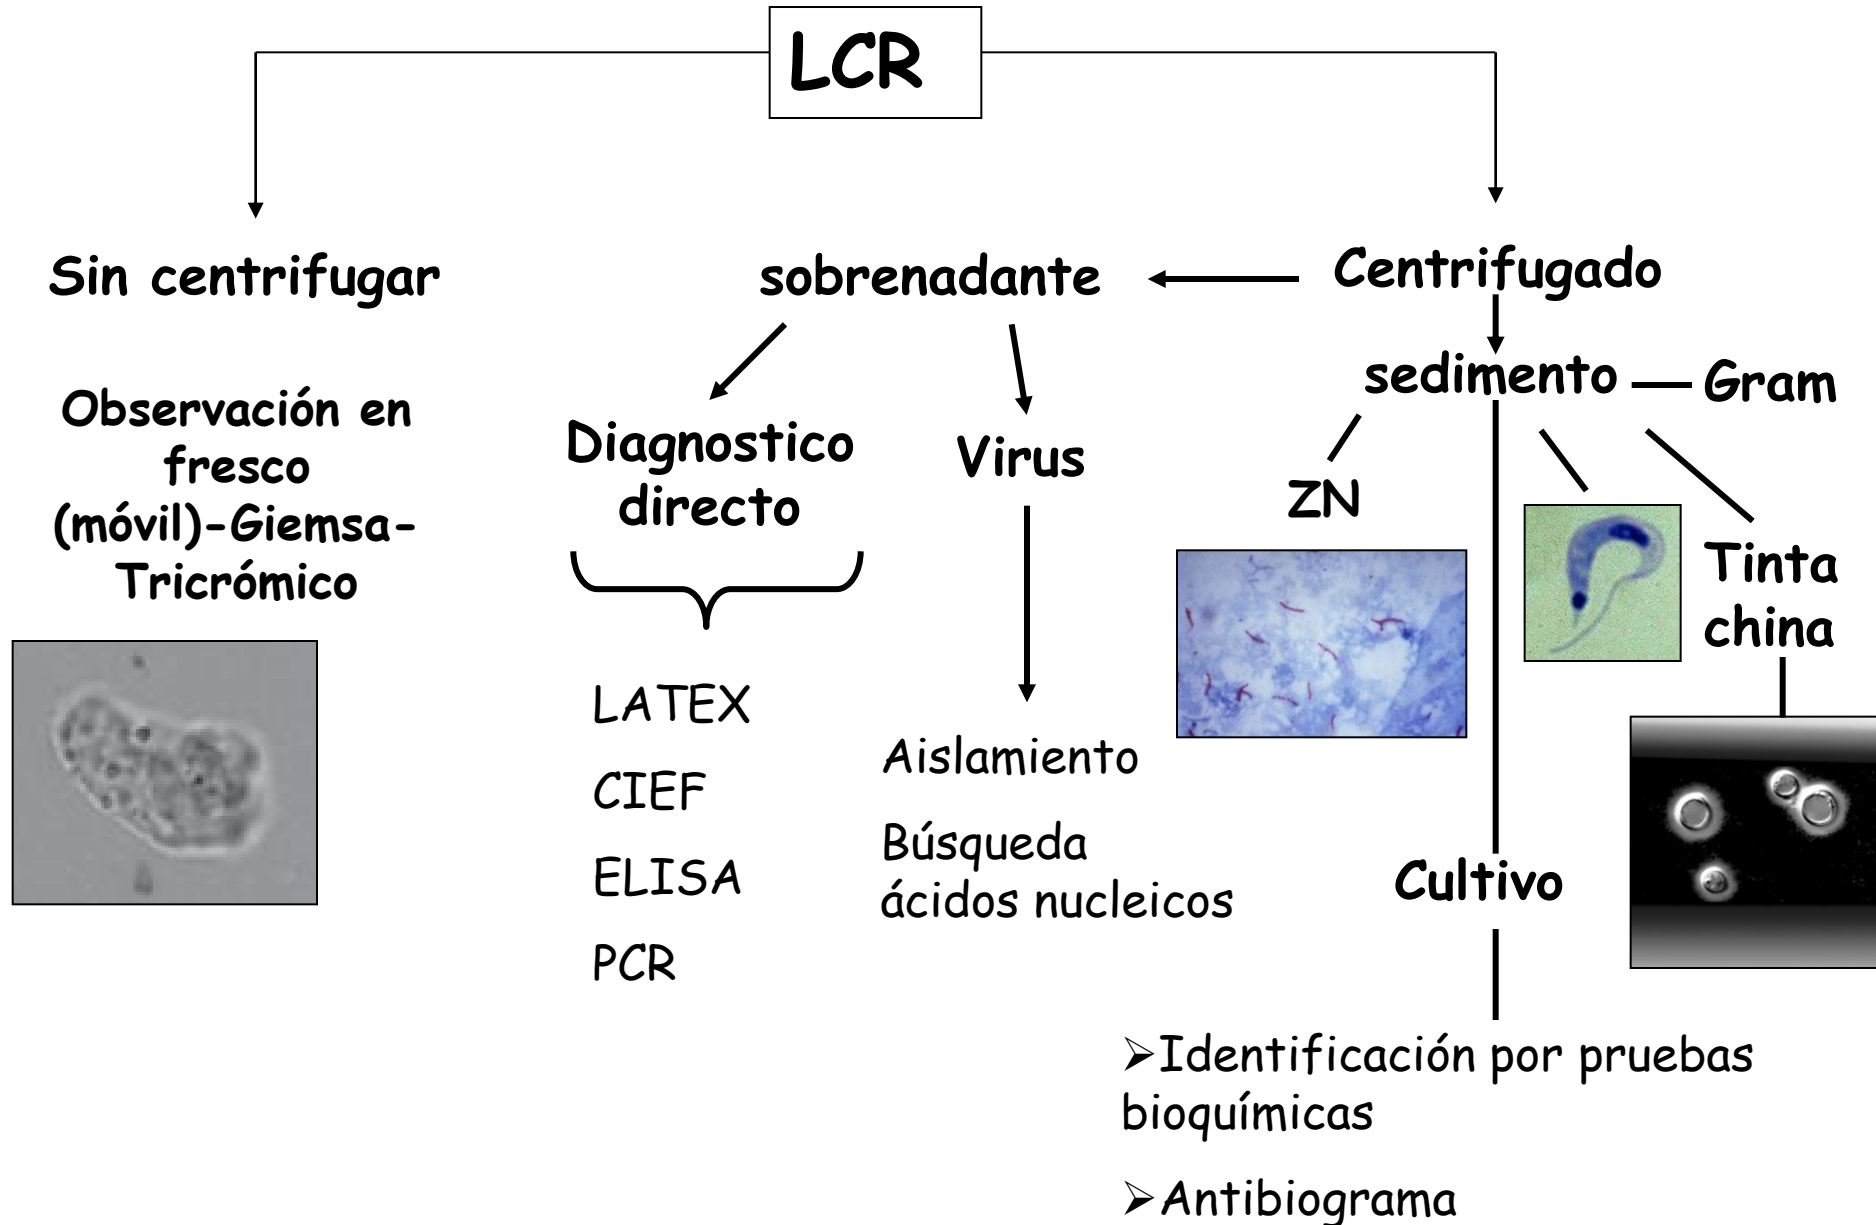 LCR
Sin centrifugar
Observación en
fresco
(móvil)-Giemsa-
Tricrómico
sobrenadante
Diagnostico
directo
LATEX
CIEF
ELISA
PCR
Virus
Aislamiento
Búsqueda
ácidos nucleicos
Centrifugado
sedimento
Gram
ZN
Tinta
china
Cultivo
➢Identificación por pruebas
bioquímicas
➢Antibiograma